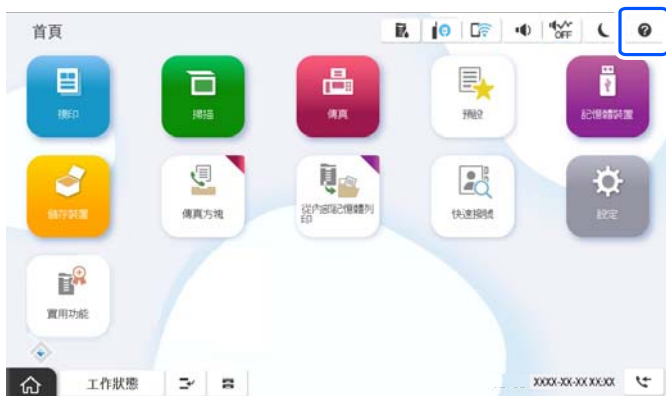 首頁
OFF
?
複印
掃描
傳真
預設
記憶體裝置
儲存裝置
傳真方塊
從內部記憶體列
印
快速撥號
設定
實用功能
工作狀態
XXXX-XX-XX XX:XX